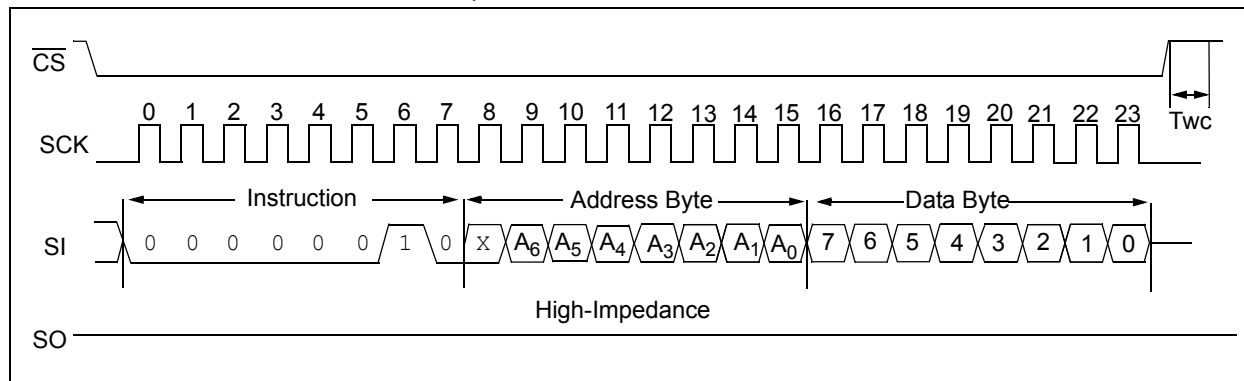 CS
0 1 2 3 4 5 6 7 8 9 10 11 12 13 14 15 16 17 18 19 20 21 22 23
Twc
SCK
Instruction Address Byte Data Byte
SI 0 0 0 0 0 0 1 0 X A6 A5 A4 A3 A2 A1 A0 7 6 5 4 3 2 1 0
High-Impedance
SO